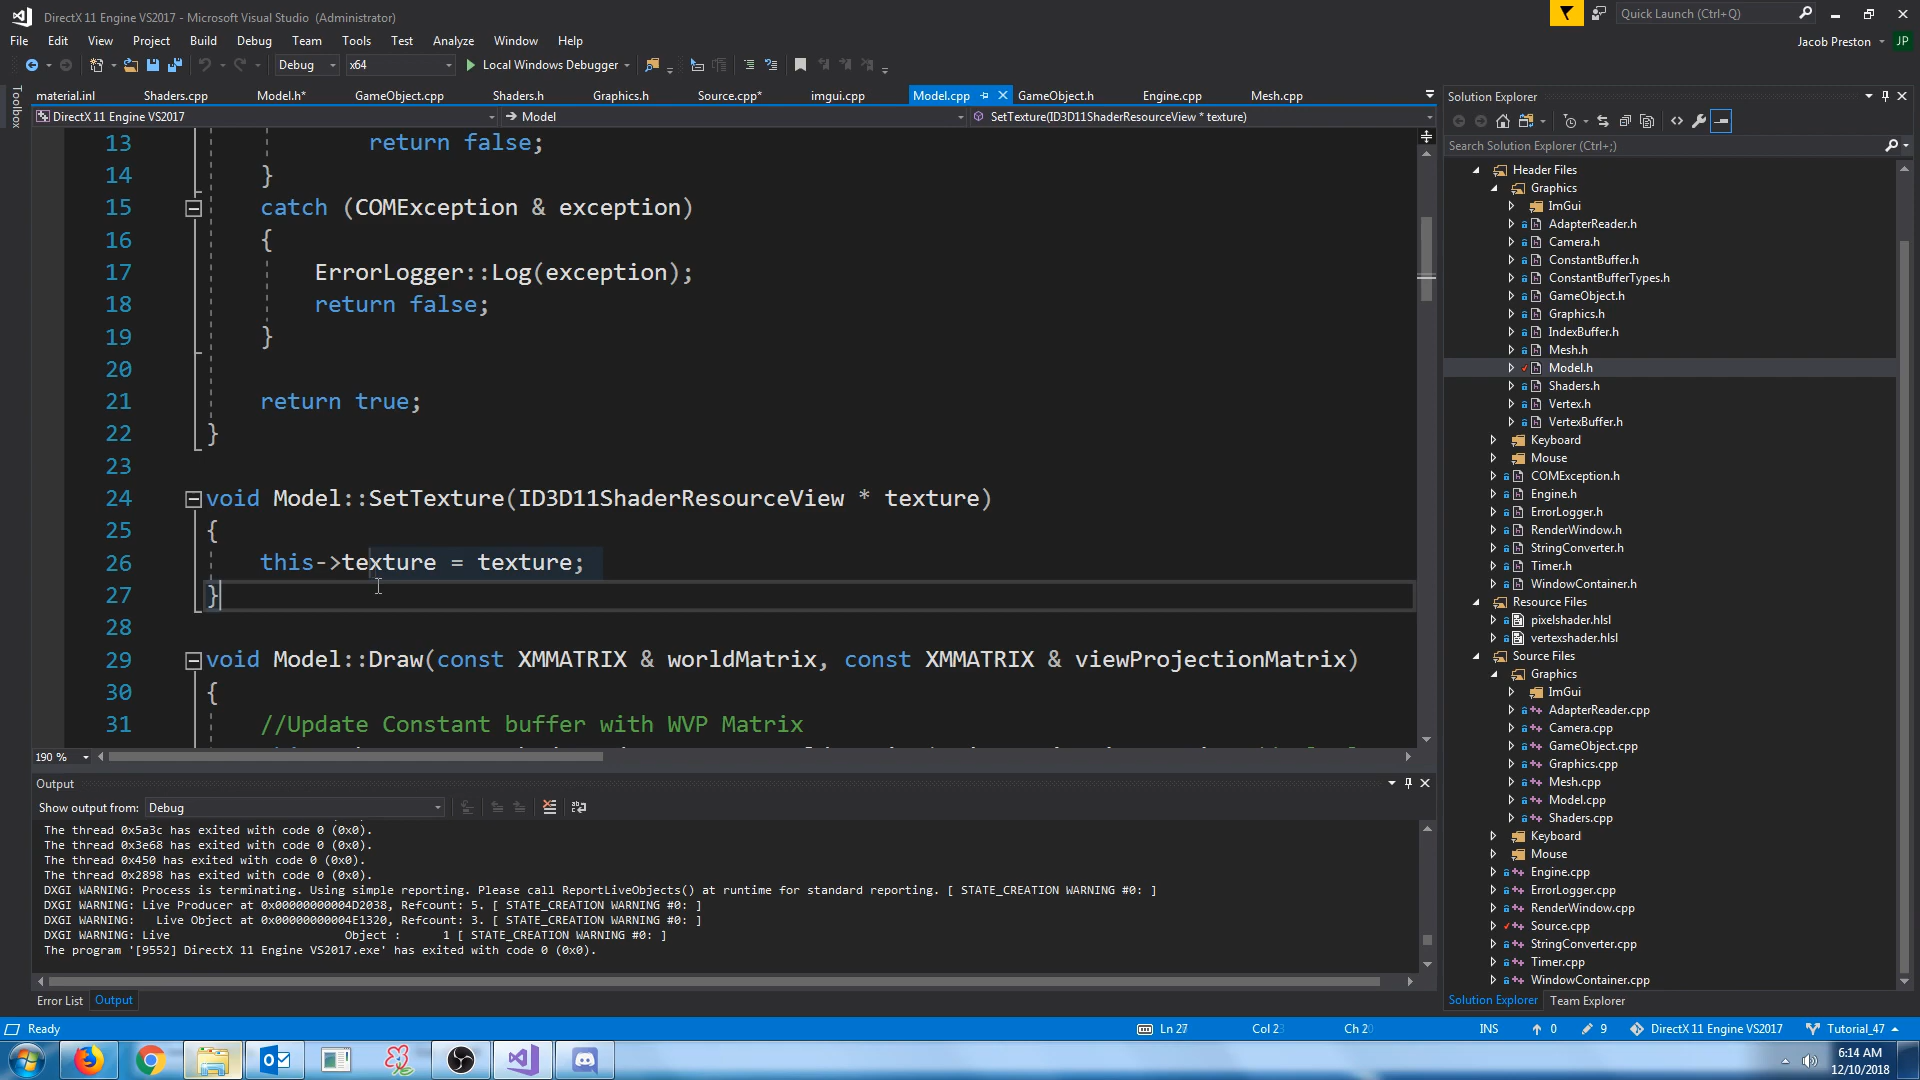 DirectX 11 Engine VS2017 - Microsoft Visual Studio (Administrator)
Quick Launch (Ctrl+Q)
File Edit View Project Build Debug Team Tools Test Analyze Window Help
Jacob Preston JP
Debug x64 Local Windows Debugger
Toolbox
material.inl Shaders.cpp Model.h* GameObject.cpp Shaders.h Graphics.h Source.cpp* imgui.cpp Model.cpp GameObject.h Engine.cpp Mesh.cpp
DirectX 11 Engine VS2017 Model SetTexture(ID3D11ShaderResourceView * texture)
13 return false;
14 }
15 catch (COMException & exception)
16 {
17 ErrorLogger::Log(exception);
18 return false;
19 }
20
21 return true;
22 }
23
24 void Model::SetTexture(ID3D11ShaderResourceView * texture)
25 {
26 this->texture = texture;
27 }
28
29 void Model::Draw(const XMMATRIX & worldMatrix, const XMMATRIX & viewProjectionMatrix)
30 {
31 //Update Constant buffer with WVP Matrix
190 %
Output
Show output from: Debug
The thread 0x5a3c has exited with code 0 (0x0).
The thread 0x3e68 has exited with code 0 (0x0).
The thread 0x450 has exited with code 0 (0x0).
The thread 0x2898 has exited with code 0 (0x0).
DXGI WARNING: Process is terminating. Using simple reporting. Please call ReportLiveObjects() at runtime for standard reporting. [ STATE_CREATION WARNING #0: ]
DXGI WARNING: Live Producer at 0x00000000004D2038, Refcount: 5. [ STATE_CREATION WARNING #0: ]
DXGI WARNING: Live Object at 0x00000000004E1320, Refcount: 3. [ STATE_CREATION WARNING #0: ]
DXGI WARNING: Live Object : 1 [ STATE_CREATION WARNING #0: ]
The program '[9552] DirectX 11 Engine VS2017.exe' has exited with code 0 (0x0).
Error List Output
Solution Explorer
Search Solution Explorer (Ctrl+;)
Header Files
Graphics
ImGui
AdapterReader.h
Camera.h
ConstantBuffer.h
ConstantBufferTypes.h
GameObject.h
Graphics.h
IndexBuffer.h
Mesh.h
Model.h
Shaders.h
Vertex.h
VertexBuffer.h
Keyboard
Mouse
COMException.h
Engine.h
ErrorLogger.h
RenderWindow.h
StringConverter.h
Timer.h
WindowContainer.h
Resource Files
pixelshader.hlsl
vertexshader.hlsl
Source Files
Graphics
ImGui
AdapterReader.cpp
Camera.cpp
GameObject.cpp
Graphics.cpp
Mesh.cpp
Model.cpp
Shaders.cpp
Keyboard
Mouse
Engine.cpp
ErrorLogger.cpp
RenderWindow.cpp
Source.cpp
StringConverter.cpp
Timer.cpp
WindowContainer.cpp
Solution Explorer Team Explorer
Ready Ln 27 Col 2 Ch 2 INS 0 9 DirectX 11 Engine VS2017 Tutorial_47
6:14 AM
12/10/2018